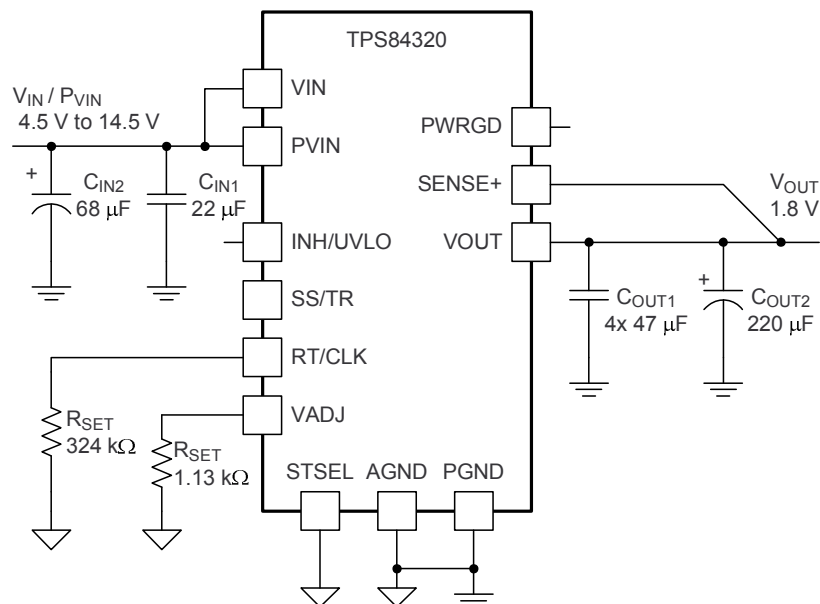 TPS84320
VIN
V_IN / P_VIN
4.5 V to 14.5 V
PWRGD
PVIN
SENSE+
+
C_IN2
68 μF
C_IN1
22 μF
V_OUT
1.8 V
INH/UVLO
VOUT
SS/TR
C_OUT1
4x 47 μF
+
C_OUT2
220 μF
RT/CLK
VADJ
R_SET
324 kΩ
R_SET
1.13 kΩ
STSEL
AGND
PGND